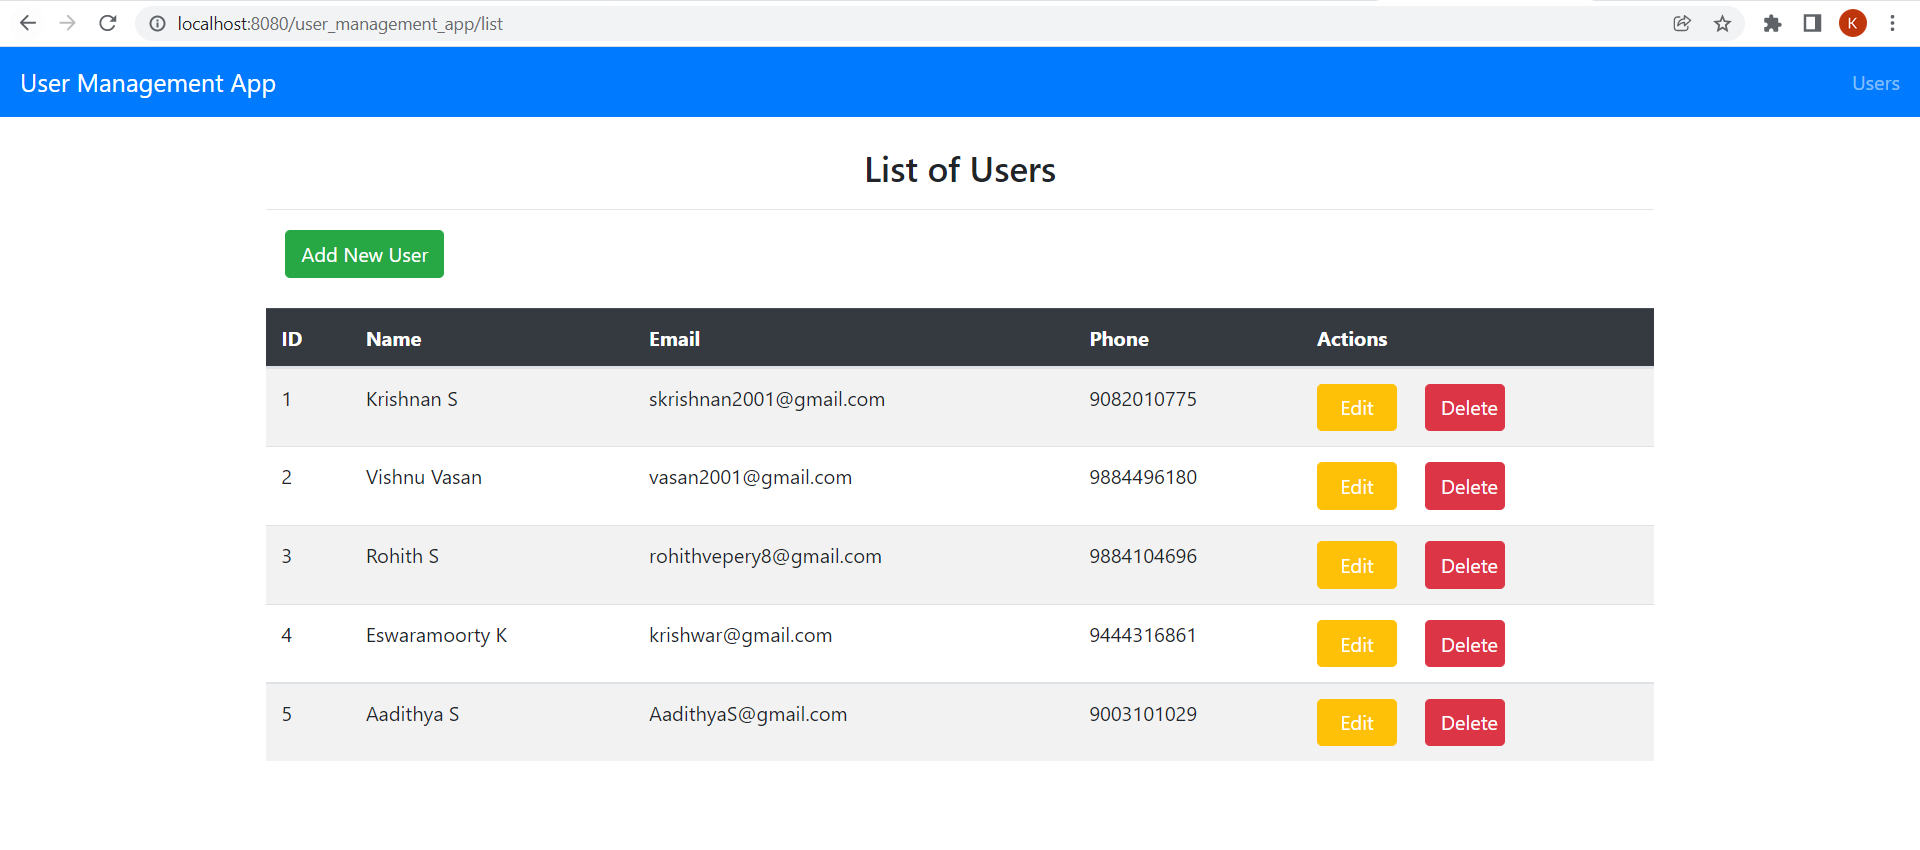 localhost:8080/user_management_app/list
K
User Management App Users
List of Users
Add New User
ID Name Email Phone Actions
1 Krishnan S skrishnan2001@gmail.com 9082010775 Edit Delete
2 Vishnu Vasan vasan2001@gmail.com 9884496180 Edit Delete
3 Rohith S rohithvepery8@gmail.com 9884104696 Edit Delete
4 Eswaramoorty K krishwar@gmail.com 9444316861 Edit Delete
5 Aadithya S AadithyaS@gmail.com 9003101029 Edit Delete